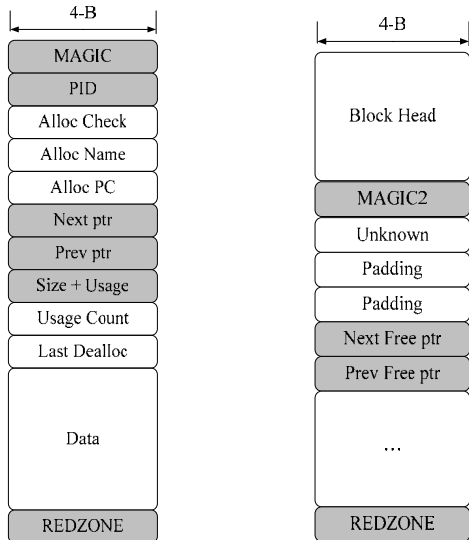 4-B
MAGIC
PID
Alloc Check
Alloc Name
Alloc PC
Next ptr
Prev ptr
Size + Usage
Usage Count
Last Dealloc
Data
REDZONE
4-B
Block Head
MAGIC2
Unknown
Padding
Padding
Next Free ptr
Prev Free ptr
...
REDZONE